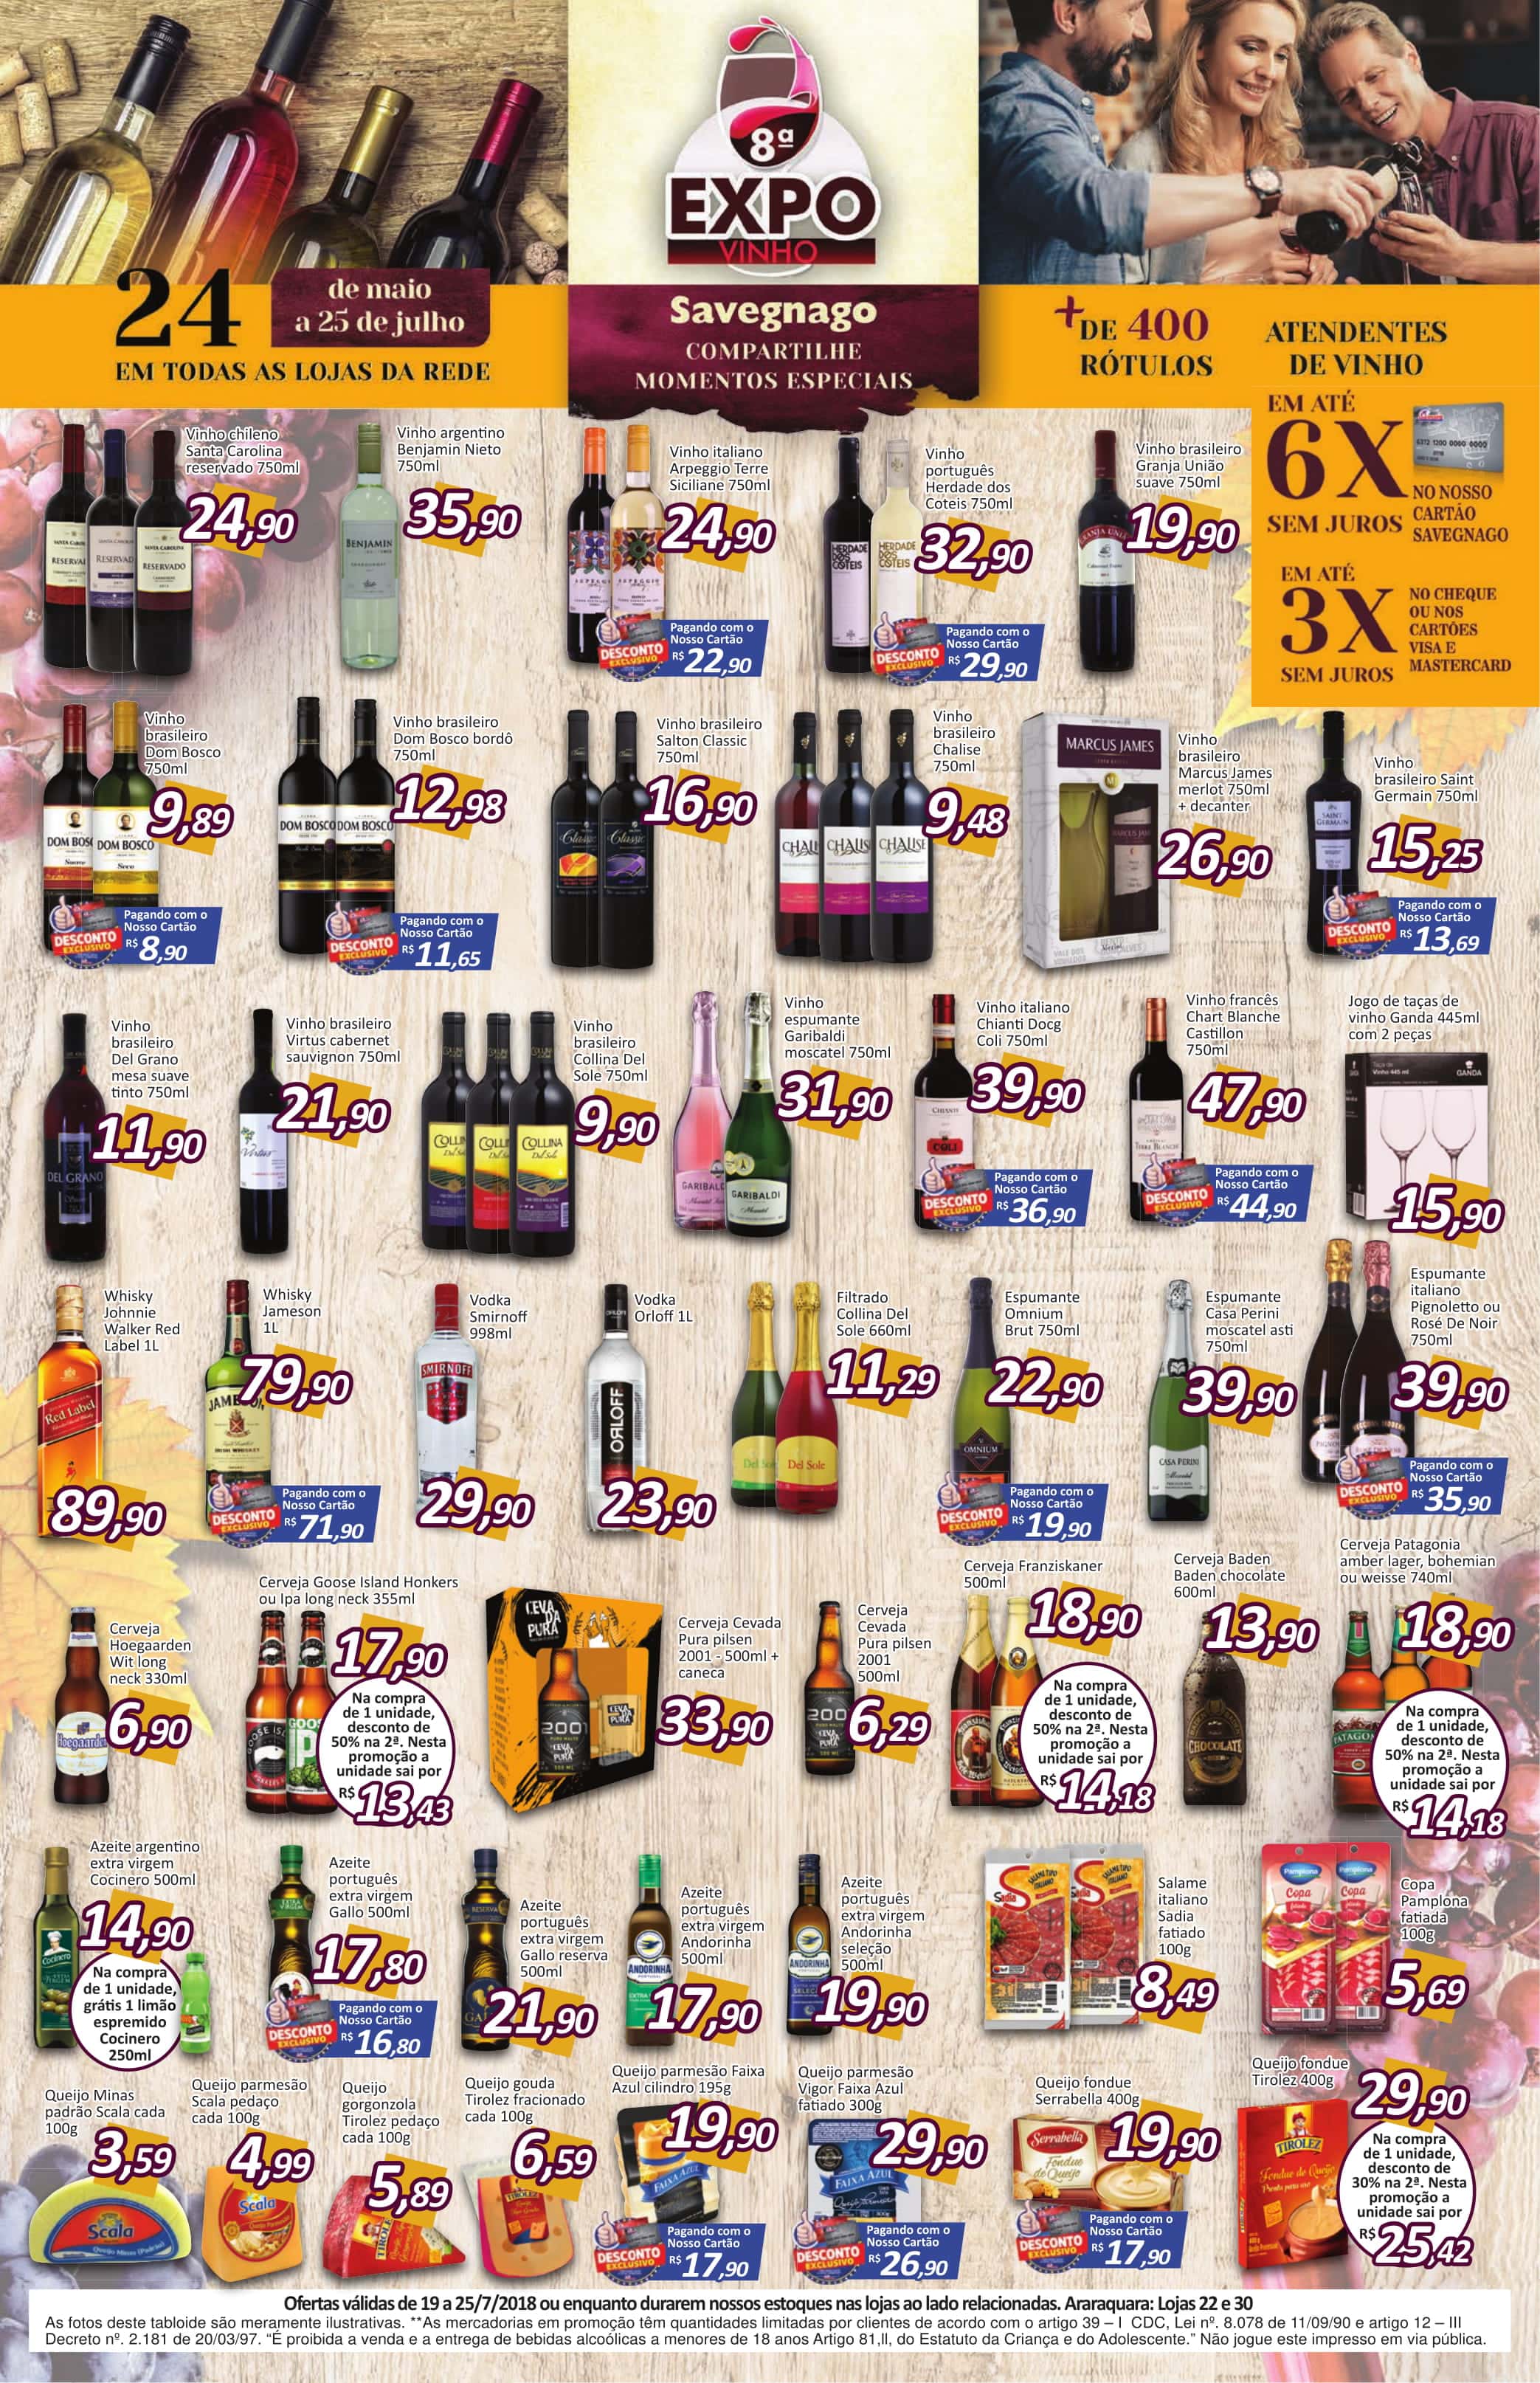 8ª
EXPO
VINHO
24
de maio
a 25 de julho
EM TODAS AS LOJAS DA REDE
Savegnago
COMPARTILHE
MOMENTOS ESPECIAIS
+DE 400
RÓTULOS
ATENDENTES
DE VINHO
EM ATÉ
6X
SEM JUROS
NO NOSSO
CARTÃO
SAVEGNAGO
EM ATÉ
3X
SEM JUROS
NO CHEQUE
OU NOS
CARTÕES
VISA E
MASTERCARD
Vinho chileno
Santa Carolina
reservado 750ml
24,90
Vinho argentino
Benjamin Nieto
750ml
35,90
Vinho italiano
Arpeggio Terre
Siciliane 750ml
24,90
DESCONTO
EXCLUSIVO
Pagando com o
Nosso Cartão
R$ 22,90
Vinho
português
Herdade dos
Coteis 750ml
32,90
DESCONTO
EXCLUSIVO
Pagando com o
Nosso Cartão
R$ 29,90
Vinho brasileiro
Granja União
suave 750ml
19,90
Vinho
brasileiro
Dom Bosco
750ml
9,89
DESCONTO
EXCLUSIVO
Pagando com o
Nosso Cartão
R$ 8,90
Vinho brasileiro
Dom Bosco bordô
750ml
12,98
DESCONTO
EXCLUSIVO
Pagando com o
Nosso Cartão
R$ 11,65
Vinho brasileiro
Salton Classic
750ml
16,90
Vinho
brasileiro
Chalise
750ml
9,48
MARCUS JAMES
Vinho
brasileiro
Marcus James
merlot 750ml
+ decanter
26,90
Vinho
brasileiro Saint
Germain 750ml
15,25
DESCONTO
EXCLUSIVO
Pagando com o
Nosso Cartão
R$ 13,69
Vinho
brasileiro
Del Grano
mesa suave
tinto 750ml
11,90
Vinho brasileiro
Virtus cabernet
sauvignon 750ml
21,90
Vinho
brasileiro
Collina Del
Sole 750ml
9,90
Vinho
espumante
Garibaldi
moscatel 750ml
31,90
Vinho italiano
Chianti Docg
Coli 750ml
39,90
DESCONTO
EXCLUSIVO
Pagando com o
Nosso Cartão
R$ 36,90
Vinho francês
Chart Blanche
Castillon
750ml
47,90
DESCONTO
EXCLUSIVO
Pagando com o
Nosso Cartão
R$ 44,90
Jogo de taças de
vinho Ganda 445ml
com 2 peças
15,90
Whisky
Johnnie
Walker Red
Label 1L
89,90
Whisky
Jameson
1L
79,90
DESCONTO
EXCLUSIVO
Pagando com o
Nosso Cartão
R$ 71,90
Vodka
Smirnoff
998ml
29,90
Vodka
Orloff 1L
23,90
Filtrado
Collina Del
Sole 660ml
11,29
Espumante
Omnium
Brut 750ml
22,90
DESCONTO
EXCLUSIVO
Pagando com o
Nosso Cartão
R$ 19,90
Espumante
Casa Perini
moscatel asti
750ml
39,90
Espumante
italiano
Pignoletto ou
Rosé De Noir
750ml
39,90
DESCONTO
EXCLUSIVO
Pagando com o
Nosso Cartão
R$ 35,90
Cerveja
Hoegaarden
Wit long
neck 330ml
6,90
Cerveja Goose Island Honkers
ou Ipa long neck 355ml
17,90
Na compra
de 1 unidade,
desconto de
50% na 2ª. Nesta
promoção a
unidade sai por
R$ 13,43
Cerveja Cevada
Pura pilsen
2001 - 500ml +
caneca
33,90
Cerveja
Cevada
Pura pilsen
2001
500ml
6,29
Cerveja Franziskaner
500ml
18,90
Na compra
de 1 unidade,
desconto de
50% na 2ª. Nesta
promoção a
unidade sai por
R$ 14,18
Cerveja Baden
Baden chocolate
600ml
13,90
Cerveja Patagonia
amber lager, bohemian
ou weisse 740ml
18,90
Na compra
de 1 unidade,
desconto de
50% na 2ª. Nesta
promoção a
unidade sai por
R$ 14,18
Azeite argentino
extra virgem
Cocinero 500ml
14,90
Na compra
de 1 unidade,
grátis 1 limão
espremido
Cocinero
250ml
Azeite
português
extra virgem
Gallo 500ml
17,80
DESCONTO
EXCLUSIVO
Pagando com o
Nosso Cartão
R$ 16,80
Azeite
português
extra virgem
Gallo reserva
500ml
21,90
Azeite
português
extra virgem
Andorinha
500ml
17,90
Azeite
português
extra virgem
Andorinha
seleção
500ml
19,90
Salame
italiano
Sadia
fatiado
100g
8,49
Copa
Pamplona
fatiada
100g
5,69
Queijo Minas
padrão Scala cada
100g
3,59
Queijo parmesão
Scala pedaço
cada 100g
4,99
Queijo
gorgonzola
Tirolez pedaço
cada 100g
5,89
Queijo gouda
Tirolez fracionado
cada 100g
6,59
Queijo parmesão Faixa
Azul cilindro 195g
19,90
DESCONTO
EXCLUSIVO
Pagando com o
Nosso Cartão
R$ 17,90
Queijo parmesão
Vigor Faixa Azul
fatiado 300g
29,90
DESCONTO
EXCLUSIVO
Pagando com o
Nosso Cartão
R$ 26,90
Queijo fondue
Serrabella 400g
19,90
DESCONTO
EXCLUSIVO
Pagando com o
Nosso Cartão
R$ 17,90
Queijo fondue
Tirolez 400g
29,90
Na compra
de 1 unidade,
desconto de
30% na 2ª. Nesta
promoção a
unidade sai por
R$ 25,42
Ofertas válidas de 19 a 25/7/2018 ou enquanto durarem nossos estoques nas lojas ao lado relacionadas. Araraquara: Lojas 22 e 30
As fotos deste tabloide são meramente ilustrativas. **As mercadorias em promoção têm quantidades limitadas por clientes de acordo com o artigo 39 – I CDC, Lei nº. 8.078 de 11/09/90 e artigo 12 – III
Decreto nº. 2.181 de 20/03/97. “É proibida a venda e a entrega de bebidas alcoólicas a menores de 18 anos Artigo 81,II, do Estatuto da Criança e do Adolescente.” Não jogue este impresso em via pública.